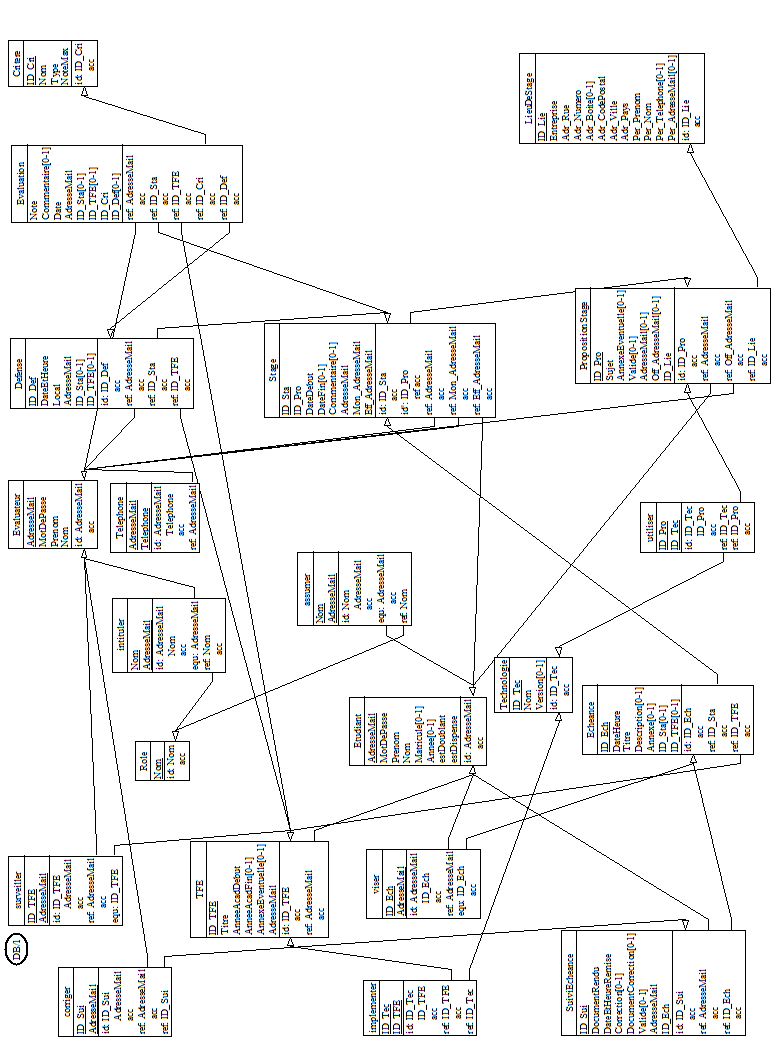 DB/1
surveiller
ID_TFE
AdresseMail
id: ID_TFE
AdresseMail
acc
ref: AdresseMail
acc
equ: ID_TFE
Evaluateur
AdresseMail
MotDePasse
Prenom
Nom
id: AdresseMail
acc
Defense
ID_Def
DateEtHeure
Local
AdresseMail
ID_Sta[0-1]
ID_TFE[0-1]
id: ID_Def
acc
ref: AdresseMail
acc
ref: ID_Sta
acc
ref: ID_TFE
acc
Evaluation
Note
Commentaire[0-1]
Date
AdresseMail
ID_Sta[0-1]
ID_TFE[0-1]
ID_Cri
ID_Def[0-1]
ref: AdresseMail
acc
ref: ID_Sta
acc
ref: ID_TFE
acc
ref: ID_Cri
acc
ref: ID_Def
acc
Critere
ID_Cri
Nom
Type
NoteMax
id: ID_Cri
acc
corriger
ID_Sui
AdresseMail
id: ID_Sui
AdresseMail
acc
ref: AdresseMail
acc
ref: ID_Sui
Role
Nom
id: Nom
acc
intituler
Nom
AdresseMail
id: AdresseMail
Nom
acc
equ: AdresseMail
ref: Nom
acc
Telephone
AdresseMail
Telephone
id: AdresseMail
Telephone
acc
ref: AdresseMail
TFE
ID_TFE
Titre
AnneeAcadDebut
AnneeAcadFin[0-1]
AnnexeEventuelle[0-1]
AdresseMail
id: ID_TFE
acc
ref: AdresseMail
acc
assumer
Nom
AdresseMail
id: Nom
AdresseMail
acc
equ: AdresseMail
acc
ref: Nom
Stage
ID_Sta
ID_Pro
DateDebut
DateFin[0-1]
Commentaire[0-1]
AdresseMail
Mon_AdresseMail
Eff_AdresseMail
id: ID_Sta
acc
id': ID_Pro
ref acc
ref: AdresseMail
acc
ref: Mon_AdresseMail
acc
ref: Eff_AdresseMail
acc
implementer
ID_Tec
ID_TFE
id: ID_Tec
ID_TFE
acc
ref: ID_TFE
acc
ref: ID_Tec
viser
ID_Ech
AdresseMail
id: AdresseMail
ID_Ech
acc
ref: AdresseMail
equ: ID_Ech
acc
Etudiant
AdresseMail
MotDePasse
Prenom
Nom
Matricule[0-1]
Annee[0-1]
estDoublant
estDispense
id: AdresseMail
acc
Technologie
ID_Tec
Nom
Version[0-1]
id: ID_Tec
acc
LieuDeStage
ID_Lie
Entreprise
Adr_Rue
Adr_Numero
Adr_Boite[0-1]
Adr_CodePostal
Adr_Ville
Adr_Pays
Per_Prenom
Per_Nom
Per_Telephone[0-1]
Per_AdresseMail[0-1]
id: ID_Lie
acc
SuiviEcheance
ID_Sui
DocumentRendu
DateEtHeureRemise
Correction[0-1]
DocumentCorrection[0-1]
Valide[0-1]
AdresseMail
ID_Ech
id: ID_Sui
acc
ref: AdresseMail
acc
ref: ID_Ech
acc
Echeance
ID_Ech
DateHeure
Titre
Description[0-1]
Annexe[0-1]
ID_Sta[0-1]
ID_TFE[0-1]
id: ID_Ech
acc
ref: ID_Sta
acc
ref: ID_TFE
acc
utiliser
ID_Pro
ID_Tec
id: ID_Tec
ID_Pro
acc
ref: ID_Tec
ref: ID_Pro
acc
PropositionStage
ID_Pro
Sujet
AnnexeEventuelle[0-1]
Valide[0-1]
AdresseMail[0-1]
Off_AdresseMail[0-1]
ID_Lie
id: ID_Pro
acc
ref: AdresseMail
acc
ref: Off_AdresseMail
acc
ref: ID_Lie
acc